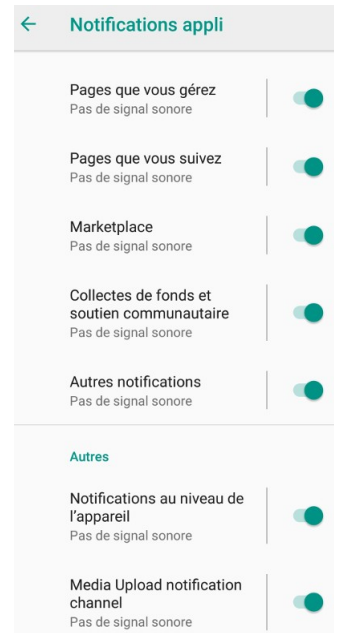 Notifications appli
Pages que vous gérez
Pas de signal sonore
Pages que vous suivez
Pas de signal sonore
Marketplace
Pas de signal sonore
Collectes de fonds et
soutien communautaire
Pas de signal sonore
Autres notifications
Pas de signal sonore
Autres
Notifications au niveau de
l'appareil
Pas de signal sonore
Media Upload notification
channel
Pas de signal sonore